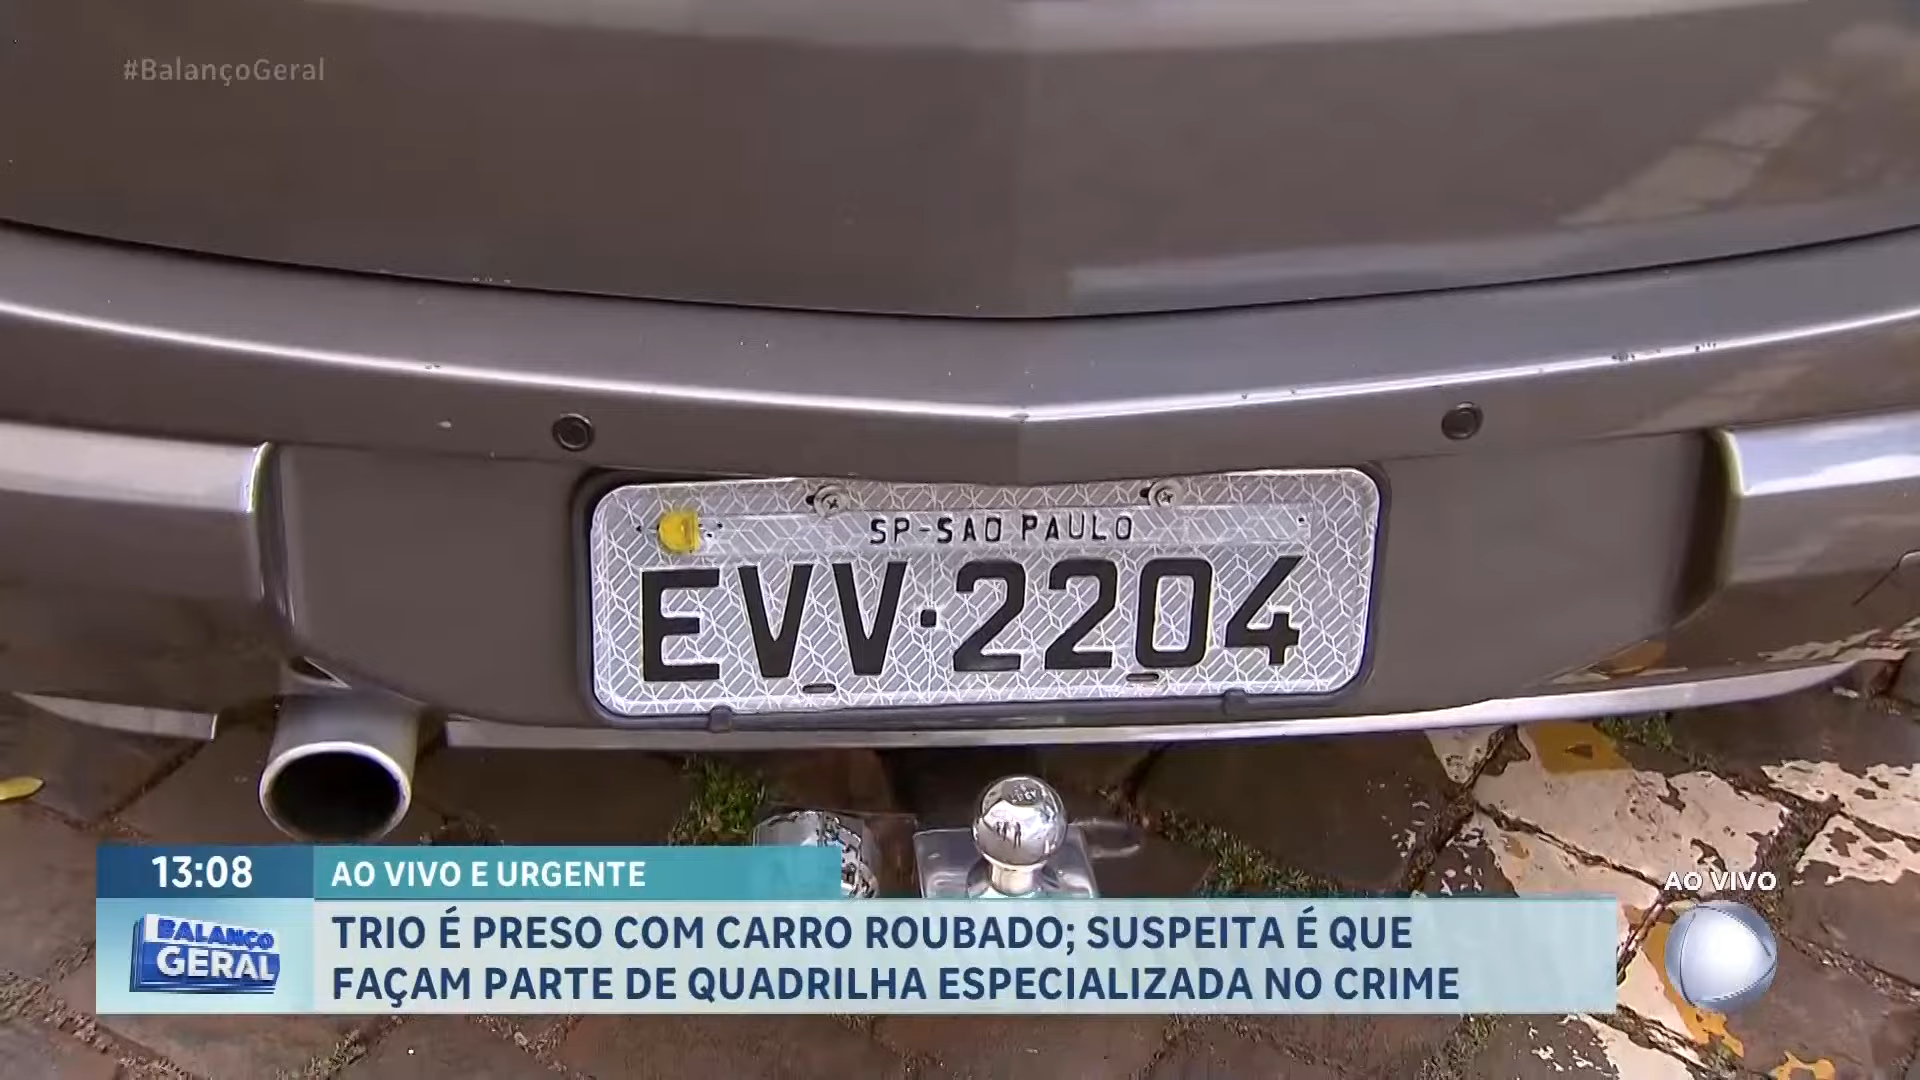 #BalançoGeral
SP-SAO PAULO
EVV·2204
13:08
AO VIVO E URGENTE
AO VIVO
BALANÇO
GERAL
TRIO É PRESO COM CARRO ROUBADO; SUSPEITA É QUE
FAÇAM PARTE DE QUADRILHA ESPECIALIZADA NO CRIME